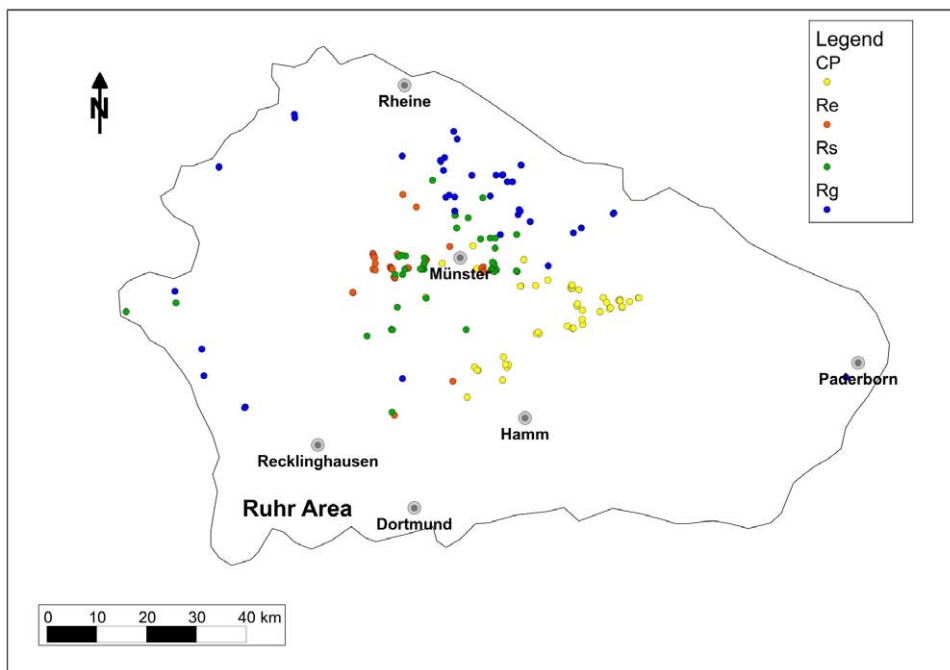 Legend
CP
Re
Rs
Rg
N
Rheine
Münster
Paderborn
Hamm
Recklinghausen
Ruhr Area
Dortmund
0 10 20 30 40 km